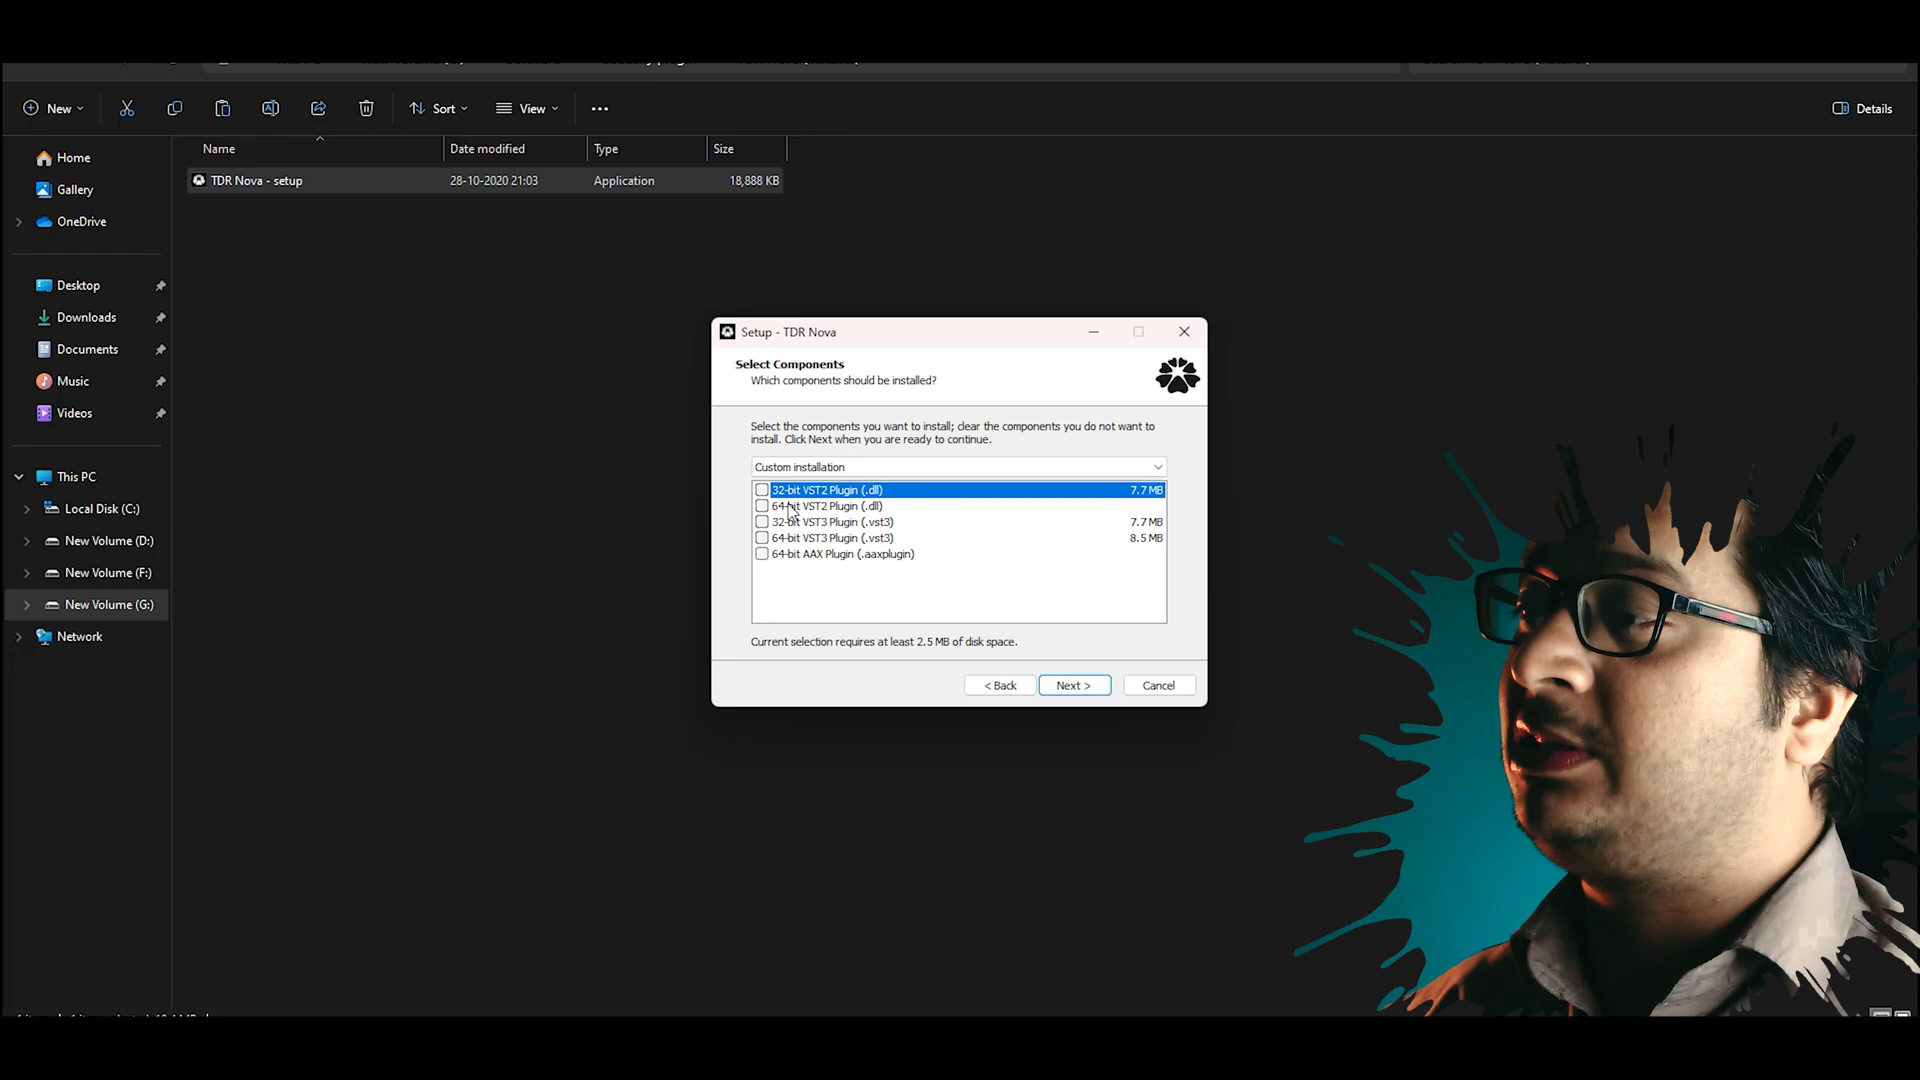 New
Sort
View
Details
Name
Date modified
Type
Size
TDR Nova - setup
28-10-2020 21:03
Application
18,888 KB
Home
Gallery
OneDrive
Desktop
Downloads
Documents
Music
Videos
This PC
Local Disk (C:)
New Volume (D:)
New Volume (F:)
New Volume (G:)
Network
Setup - TDR Nova
Select Components
Which components should be installed?
Select the components you want to install; clear the components you do not want to
install. Click Next when you are ready to continue.
Custom installation
32-bit VST2 Plugin (.dll) 7.7 MB
64-bit VST2 Plugin (.dll)
32-bit VST3 Plugin (.vst3) 7.7 MB
64-bit VST3 Plugin (.vst3) 8.5 MB
64-bit AAX Plugin (.aaxplugin)
Current selection requires at least 2.5 MB of disk space.
< Back
Next >
Cancel